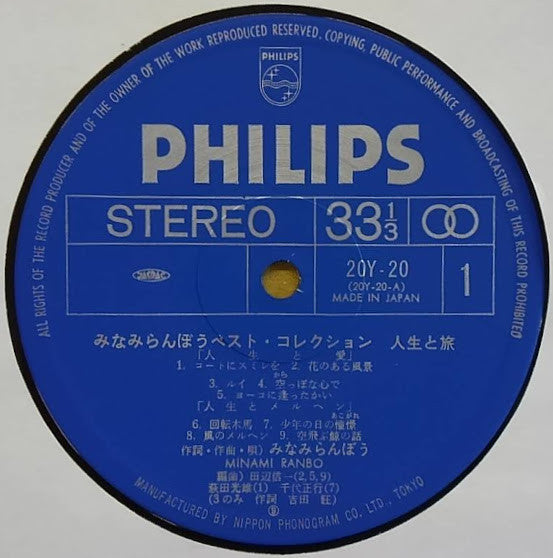 ALL RIGHTS OF THE RECORD PRODUCER AND OF THE OWNER OF THE WORK REPRODUCED RESERVED. COPYING, PUBLIC PERFORMANCE AND BROADCASTING OF THIS RECORD PROHIBITED
PHILIPS
PHILIPS
STEREO 33 1/3
JASRAC 20Y-20 1
(20Y-20-A)
MADE IN JAPAN
みなみらんぼうベスト・コレクション 人生と旅
「人生と愛」
1. コートにスミレを 2. 花のある風景
3. ルイ 4. 空っぽな心で
から
5. ヨーコに逢ったかい
「人生とメルヘン」
あこがれ
6. 回転木馬 7. 少年の日の憧憬
8. 風のメルヘン 9. 空飛ぶ鯨の話
作詞・作曲・唄) みなみらんぼう
MINAMI RANBO
編曲) 田辺信一(2,5,9)
萩田光雄(1) 千代正行(7)
(3のみ 作詞 吉田 旺)
Ⓟ
MANUFACTURED BY NIPPON PHONOGRAM CO., LTD., TOKYO